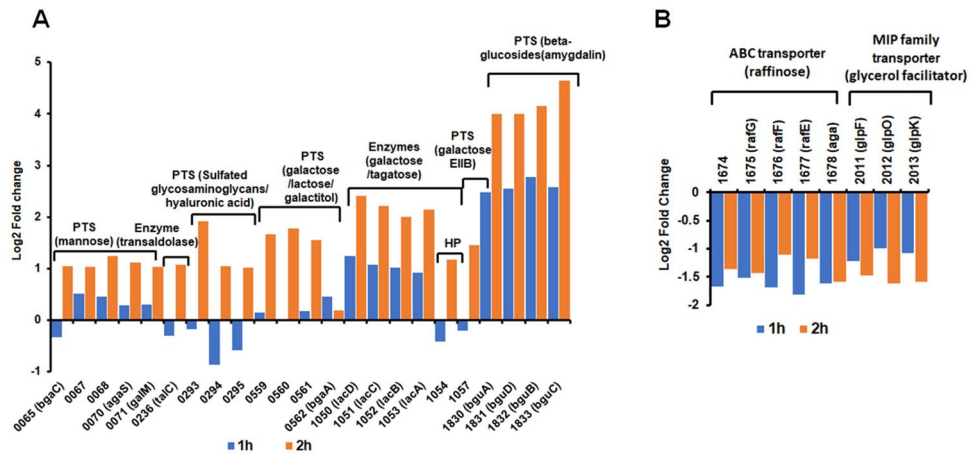 A
PTS (beta-
glucosides(amygdalin)
PTS
(galactose
EIIB)
Enzymes
(galactose
/tagatose)
PTS
(galactose
/lactose/
galactitol)
PTS (Sulfated
glycosaminoglycans/
hyaluronic acid)
PTS
(mannose)
Enzyme
(transaldolase)
HP
Log2 Fold change
5
4
3
2
1
0
-1
0065 (bgaC)
0067
0068
0070 (agaS)
0071 (galM)
0236 (talC)
0293
0294
0295
0559
0560
0561
0562 (bgaA)
1050 (lacD)
1051 (lacC)
1052 (lacB)
1053 (lacA)
1054
1057
1830 (bguA)
1831 (bguD)
1832 (bguB)
1833 (bguC)
1h
2h
B
ABC transporter
(raffinose)
MIP family
transporter
(glycerol facilitator)
1674
1675 (rafG)
1676 (rafF)
1677 (rafE)
1678 (aga)
2011 (glpF)
2012 (glpO)
2013 (glpK)
Log2 Fold Change
0
-0.5
-1
-1.5
-2
1h
2h